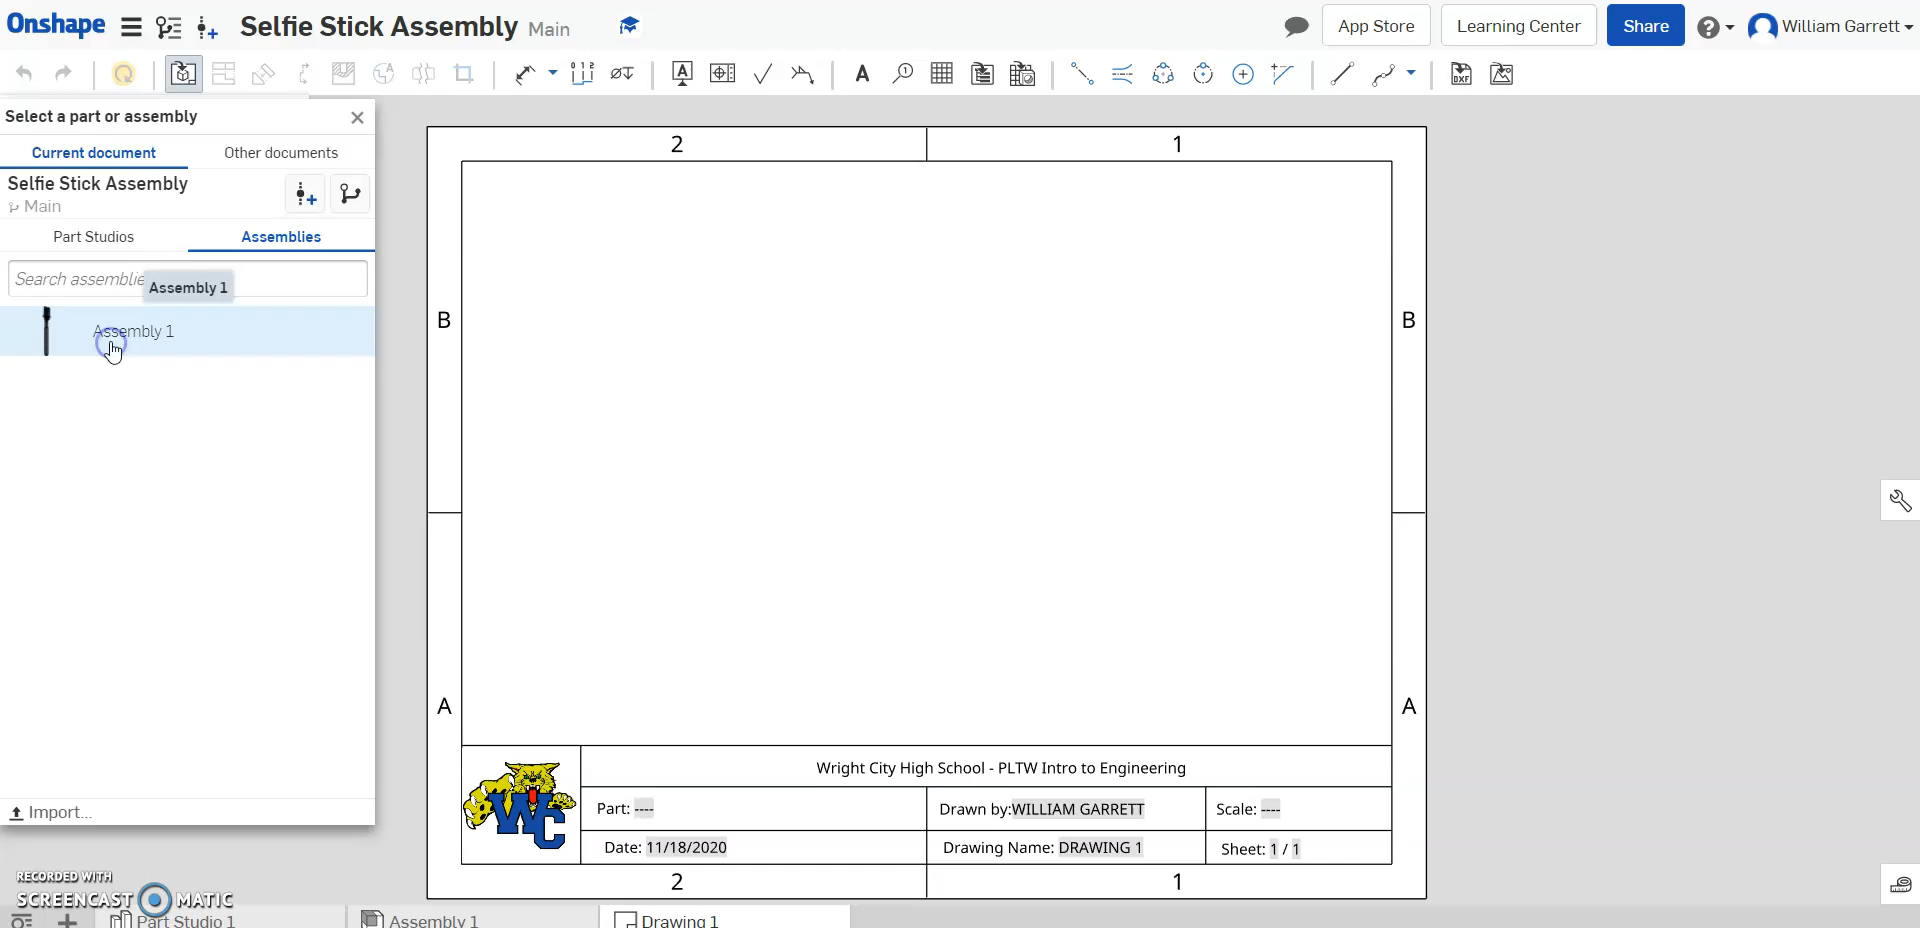 Onshape Selfie Stick Assembly Main App Store Learning Center Share William Garrett
Select a part or assembly
Current document Other documents
Selfie Stick Assembly
Main
Part Studios Assemblies
Search assemblie
Assembly 1
Assembly 1
Import...
2 1
B B
A A
Wright City High School - PLTW Intro to Engineering
Part: ---- Drawn by:WILLIAM GARRETT Scale: ----
Date: 11/18/2020 Drawing Name: DRAWING 1 Sheet: 1 / 1
WC
2 1
RECORDED WITH
SCREENCAST MATIC
Part Studio 1 Assembly 1 Drawing 1